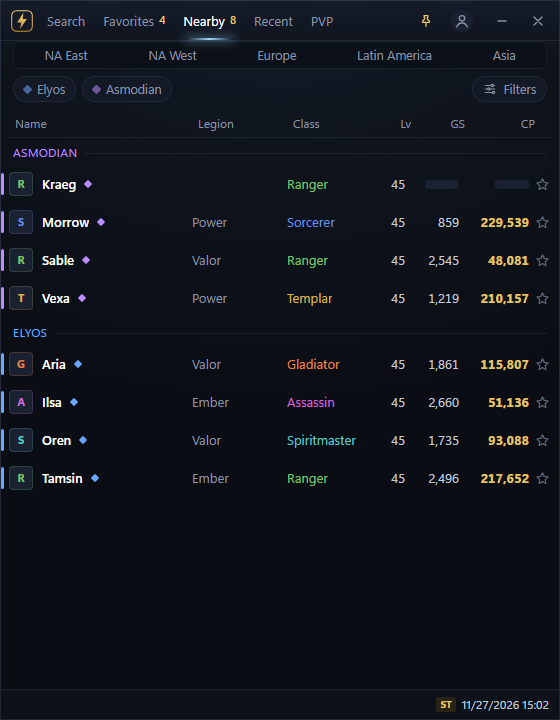 Search Favorites 4 Nearby 8 Recent PVP
NA East NA West Europe Latin America Asia
Elyos Asmodian Filters
Name Legion Class Lv GS CP
ASMODIAN
R Kraeg Ranger 45
S Morrow Power Sorcerer 45 859 229,539
R Sable Valor Ranger 45 2,545 48,081
T Vexa Power Templar 45 1,219 210,157
ELYOS
G Aria Valor Gladiator 45 1,861 115,807
A Ilsa Ember Assassin 45 2,660 51,136
S Oren Valor Spiritmaster 45 1,735 93,088
R Tamsin Ember Ranger 45 2,496 217,652
ST 11/27/2026 15:02